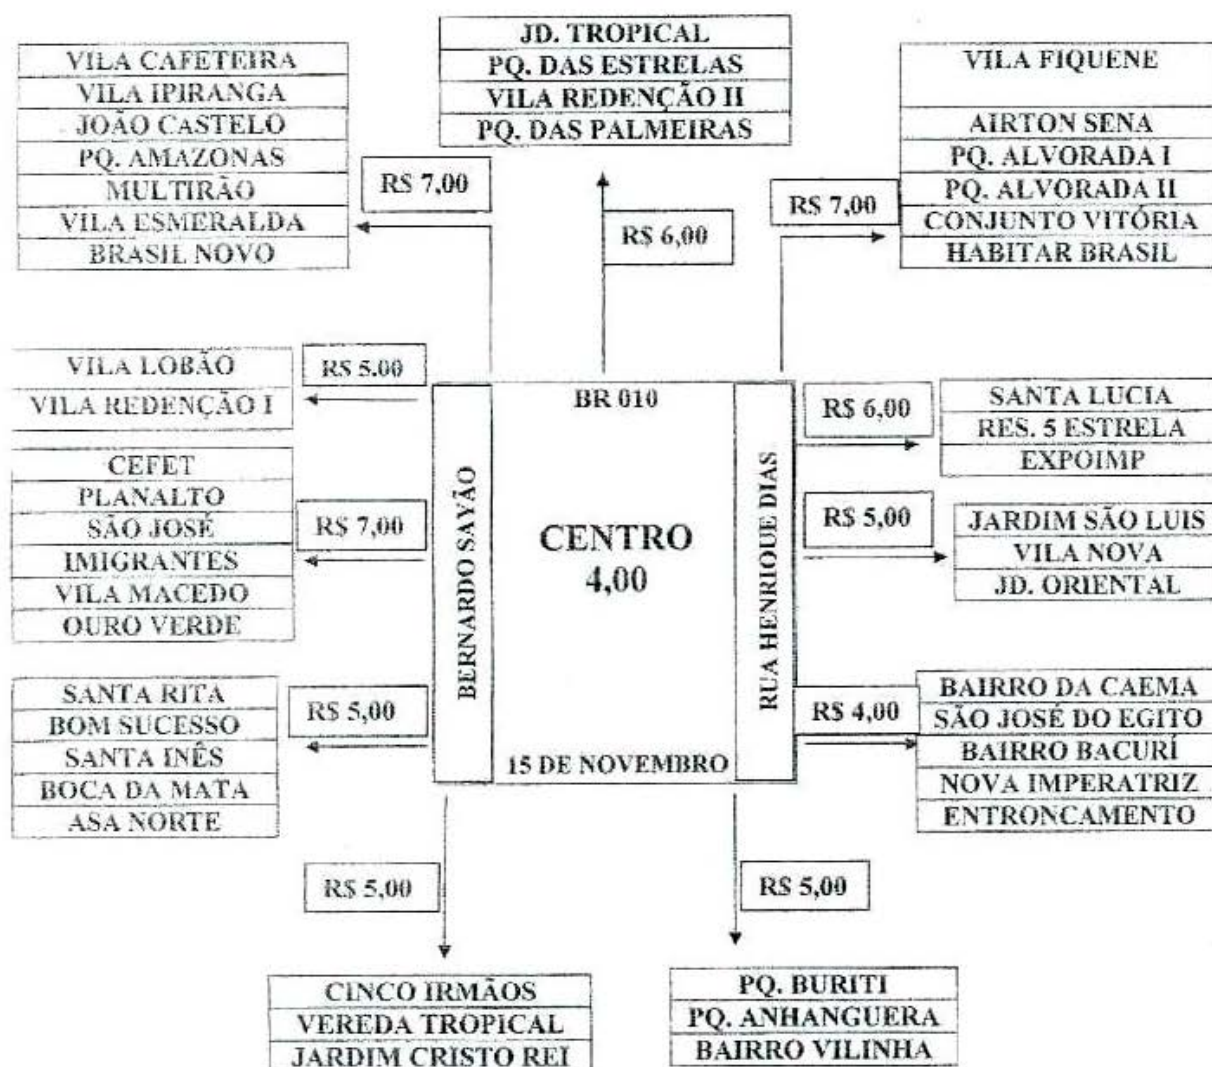 JD. TROPICAL
PQ. DAS ESTRELAS
VILA REDENÇÃO II
PQ. DAS PALMEIRAS
VILA CAFETEIRA
VILA IPIRANGA
JOÃO CASTELO
PQ. AMAZONAS
MULTIRÃO
VILA ESMERALDA
BRASIL NOVO
R$ 7,00
R$ 6,00
R$ 7,00
VILA FIQUENE
AIRTON SENA
PQ. ALVORADA I
PQ. ALVORADA II
CONJUNTO VITÓRIA
HABITAR BRASIL
VILA LOBÃO
VILA REDENÇÃO I
R$ 5.00
CEFET
PLANALTO
SÃO JOSÉ
IMIGRANTES
VILA MACEDO
OURO VERDE
R$ 7,00
SANTA RITA
BOM SUCESSO
SANTA INÊS
BOCA DA MATA
ASA NORTE
R$ 5,00
BERNARDO SAYÃO
BR 010
CENTRO
4,00
15 DE NOVEMBRO
RUA HENRIQUE DIAS
R$ 6,00
SANTA LUCIA
RES. 5 ESTRELA
EXPOIMP
R$ 5,00
JARDIM SÃO LUIS
VILA NOVA
JD. ORIENTAL
R$ 4,00
BAIRRO DA CAEMA
SÃO JOSÉ DO EGITO
BAIRRO BACURÍ
NOVA IMPERATRIZ
ENTRONCAMENTO
R$ 5,00
CINCO IRMÃOS
VEREDA TROPICAL
JARDIM CRISTO REI
R$ 5,00
PQ. BURITI
PQ. ANHANGUERA
BAIRRO VILINHA